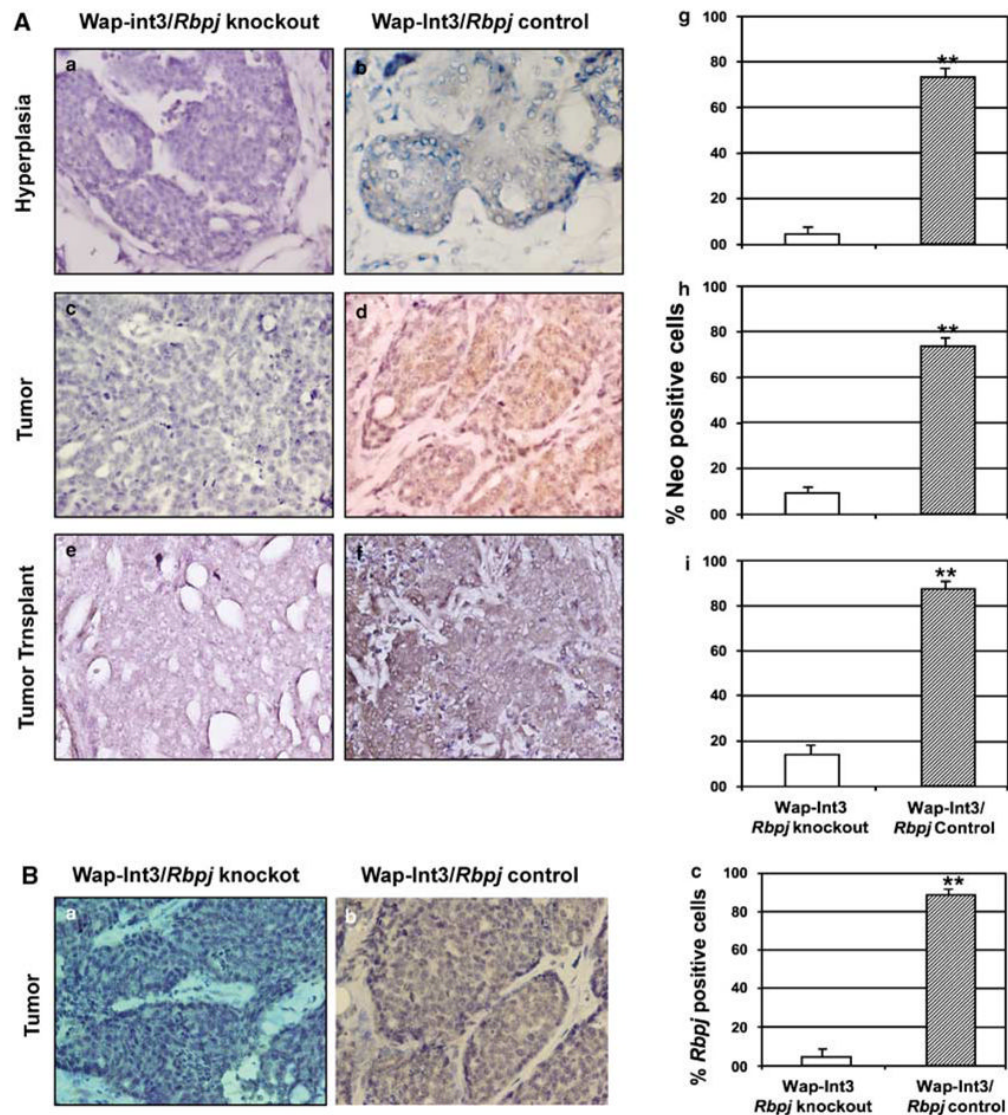 A
Wap-int3/Rbpj knockout
Wap-Int3/Rbpj control
Hyperplasia
a
b
Tumor
c
d
Tumor Trnsplant
e
f
g
100
80
60
40
20
00
**
h
% Neo positive cells
100
80
60
40
20
00
**
i
100
80
60
40
20
00
**
Wap-Int3
Rbpj knockout
Wap-Int3/
Rbpj Control
B
Wap-Int3/Rbpj knockot
Wap-Int3/Rbpj control
Tumor
a
b
c
% Rbpj positive cells
100
80
60
40
20
00
**
Wap-Int3
Rbpj knockout
Wap-Int3/
Rbpj control